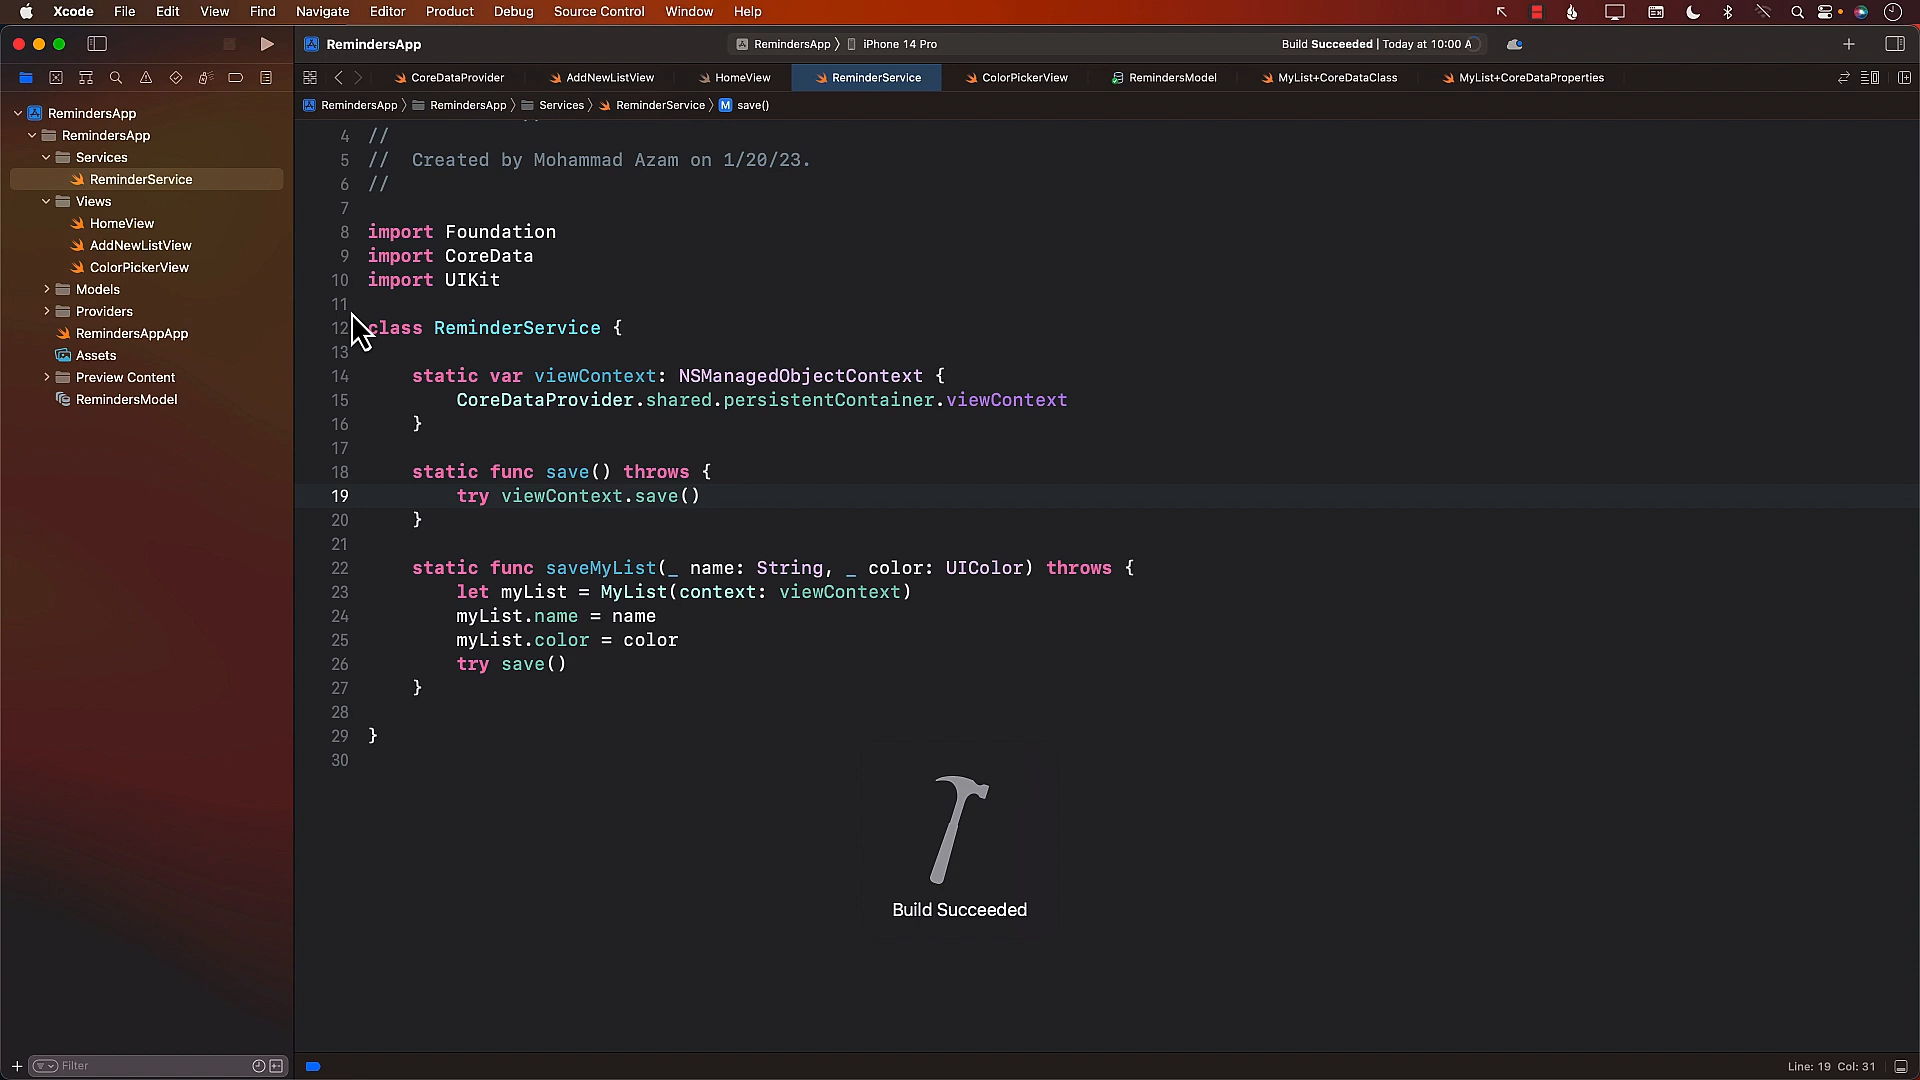 Xcode File Edit View Find Navigate Editor Product Debug Source Control Window Help
RemindersApp
RemindersApp 〉 iPhone 14 Pro
Build Succeeded | Today at 10:00 A
CoreDataProvider AddNewListView HomeView ReminderService ColorPickerView RemindersModel MyList+CoreDataClass MyList+CoreDataProperties
RemindersApp 〉 RemindersApp 〉 Services 〉 ReminderService 〉 M save()
RemindersApp
RemindersApp
Services
ReminderService
Views
HomeView
AddNewListView
ColorPickerView
Models
Providers
RemindersAppApp
Assets
Preview Content
RemindersModel
Filter
4 //
5 //  Created by Mohammad Azam on 1/20/23.
6 //
7
8 import Foundation
9 import CoreData
10 import UIKit
11
12 class ReminderService {
13
14     static var viewContext: NSManagedObjectContext {
15         CoreDataProvider.shared.persistentContainer.viewContext
16     }
17
18     static func save() throws {
19         try viewContext.save()
20     }
21
22     static func saveMyList(_ name: String, _ color: UIColor) throws {
23         let myList = MyList(context: viewContext)
24         myList.name = name
25         myList.color = color
26         try save()
27     }
28
29 }
30
Build Succeeded
Line: 19 Col: 31